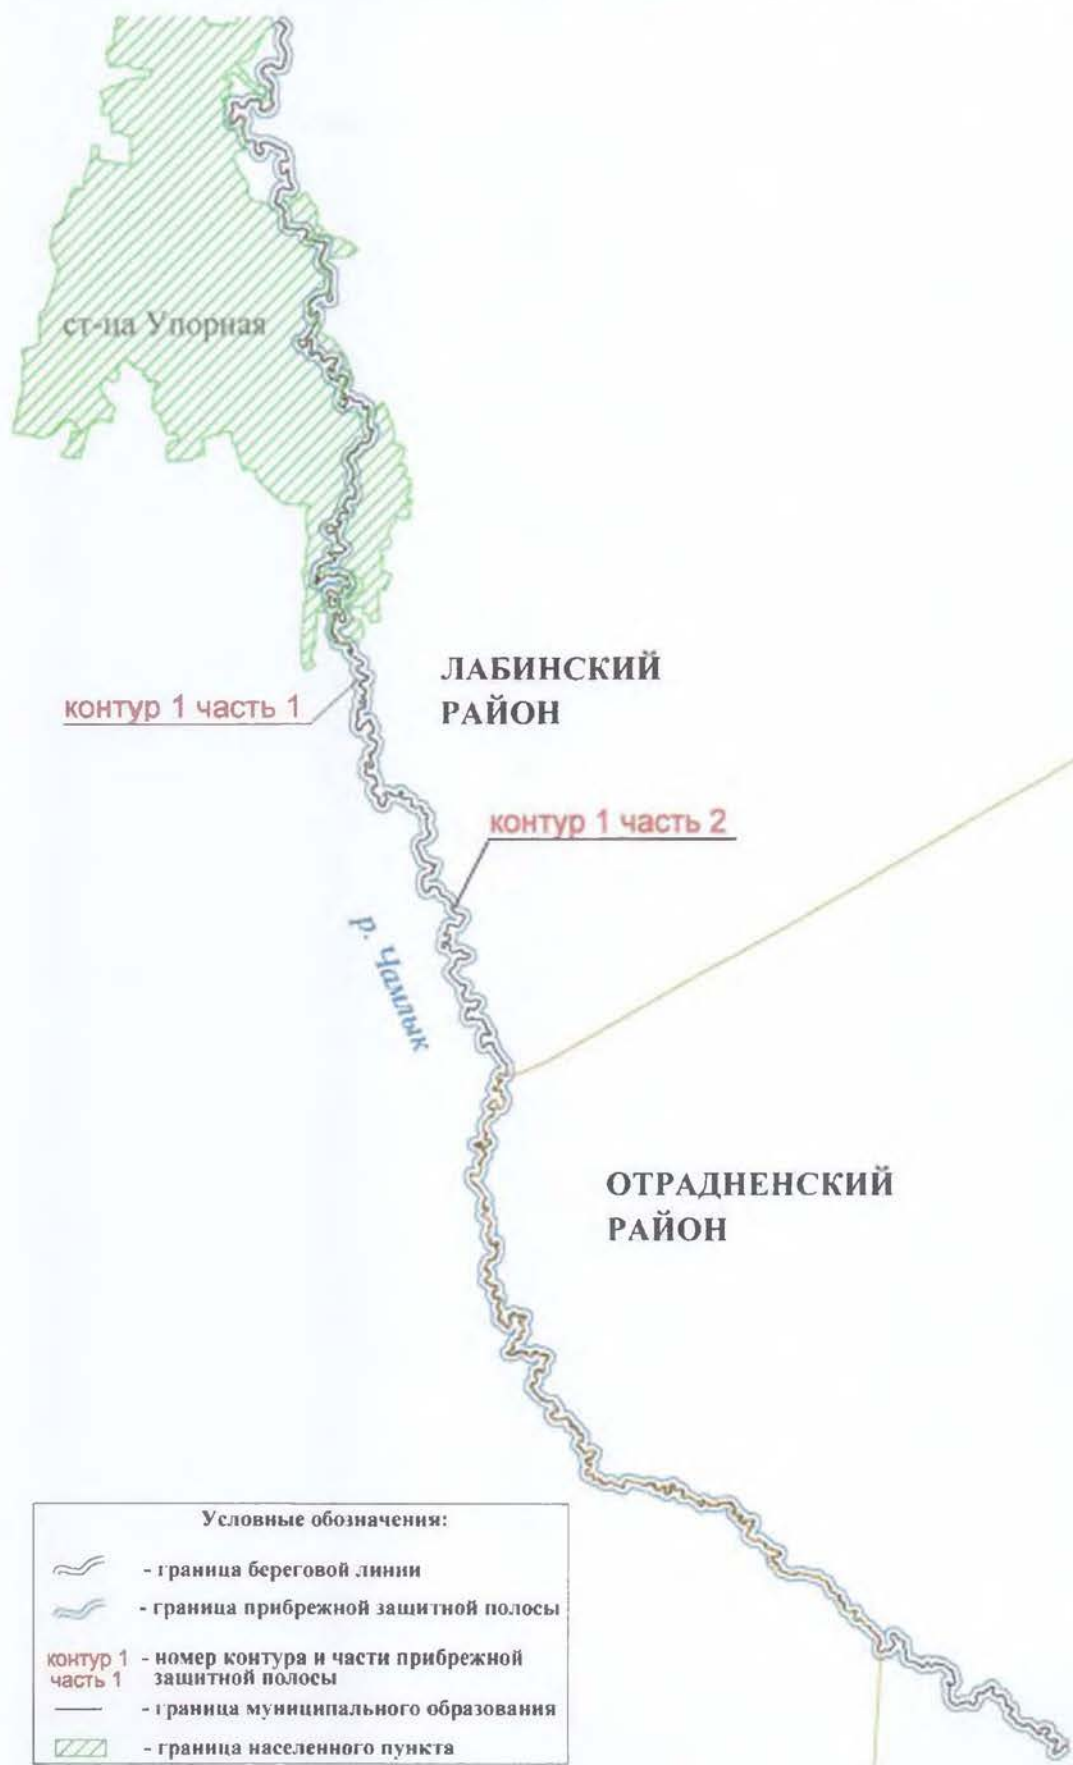 ст-ца Упорная
ЛАБИНСКИЙ
РАЙОН
контур 1 часть 1
контур 1 часть 2
р. Чамлык
ОТРАДНЕНСКИЙ
РАЙОН
Условные обозначения:
- граница береговой линии
- граница прибрежной защитной полосы
контур 1 - номер контура и части прибрежной
часть 1 защитной полосы
- граница муниципального образования
- граница населенного пункта